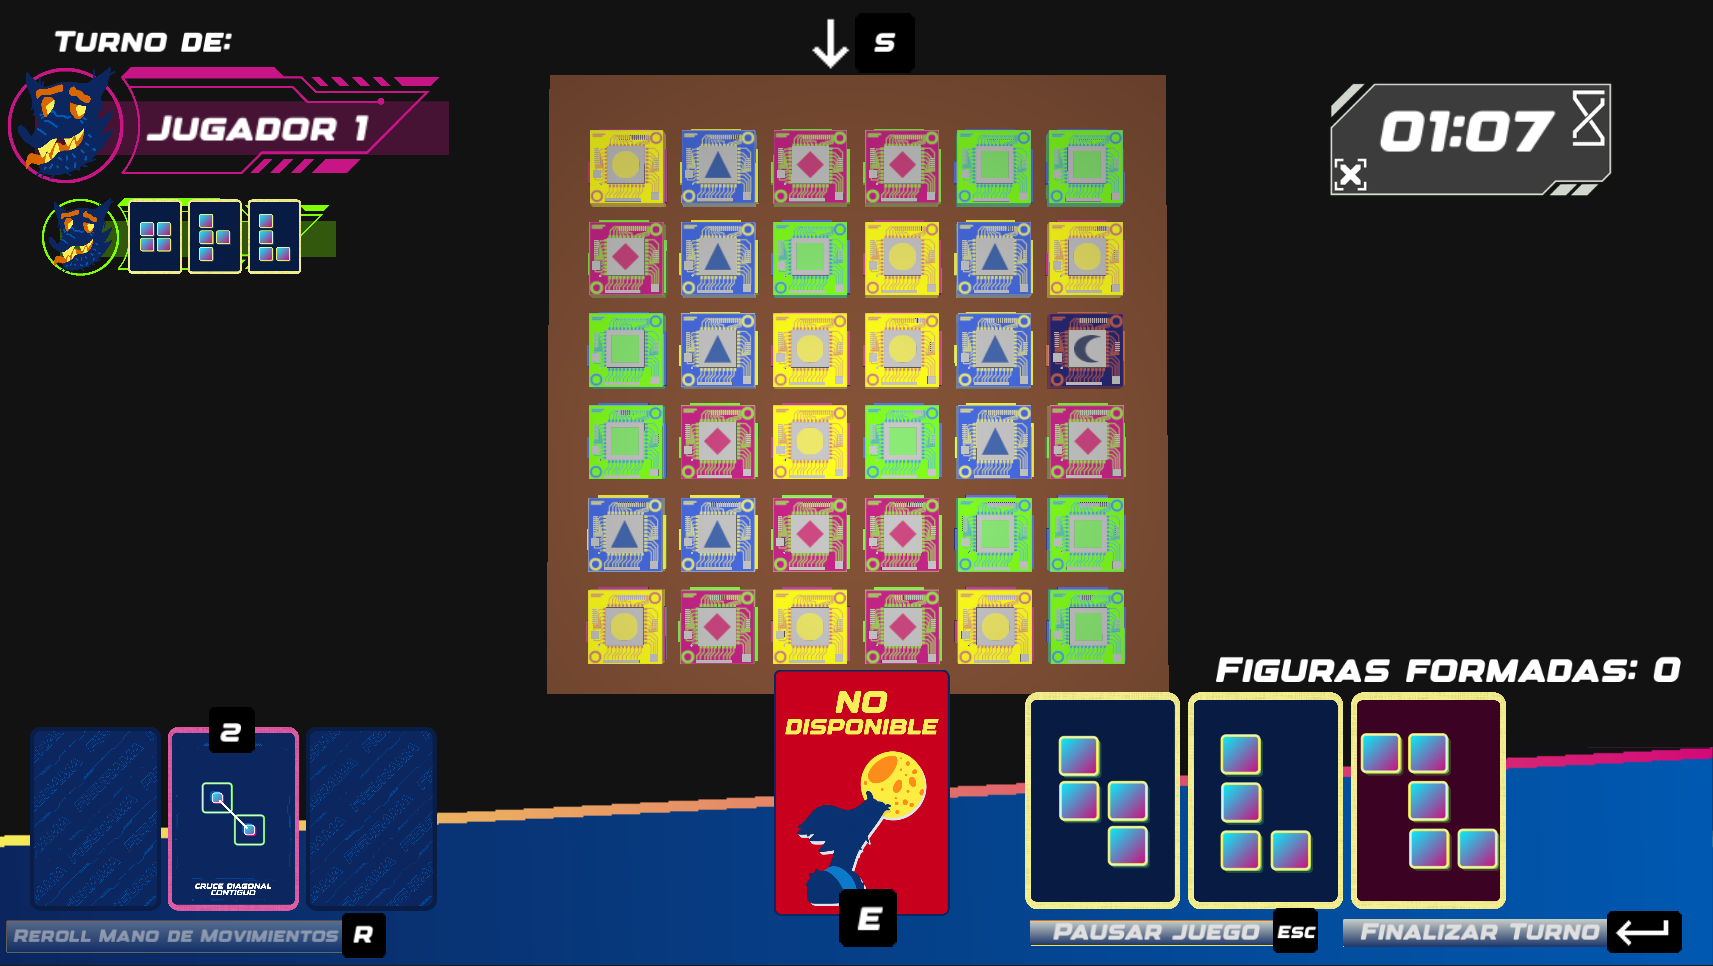 TURNO DE:
S
JUGADOR 1
01:07
FIGURAS FORMADAS: 0
NO
DISPONIBLE
2
CRUCE DIAGONAL
CONTIGUO
E
REROLL MANO DE MOVIMIENTOS R
PAUSAR JUEGO ESC
FINALIZAR TURNO